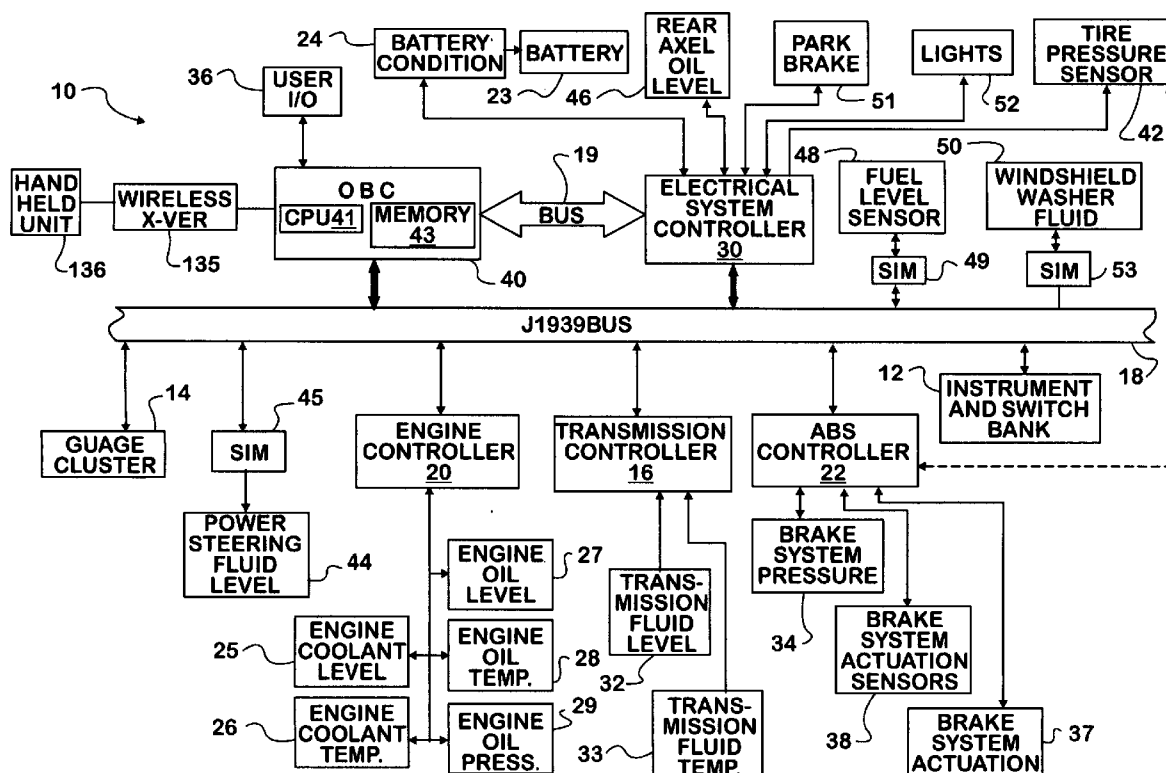 24
BATTERY
CONDITION
BATTERY
23
REAR
AXEL OIL
LEVEL
46
PARK
BRAKE
51
LIGHTS
52
TIRE
PRESSURE
SENSOR
42
36
USER
I/O
10
HAND
HELD
UNIT
136
WIRELESS
X-VER
135
OBC
CPU41
MEMORY
43
40
19
BUS
ELECTRICAL
SYSTEM
CONTROLLER
30
48
FUEL
LEVEL
SENSOR
SIM
49
50
WINDSHIELD
WASHER
FLUID
SIM
53
J1939BUS
18
14
GUAGE
CLUSTER
45
SIM
POWER
STEERING
FLUID
LEVEL
44
ENGINE
CONTROLLER
20
TRANSMISSION
CONTROLLER
16
ABS
CONTROLLER
22
12
INSTRUMENT
AND SWITCH
BANK
ENGINE
OIL
LEVEL
27
25
ENGINE
COOLANT
LEVEL
ENGINE
OIL
TEMP.
28
26
ENGINE
COOLANT
TEMP.
ENGINE
OIL
PRESS.
29
TRANS-
MISSION
FLUID
LEVEL
32
TRANS-
MISSION
FLUID
TEMP.
33
BRAKE
SYSTEM
PRESSURE
34
BRAKE
SYSTEM
ACTUATION
SENSORS
38
BRAKE
SYSTEM
ACTUATION
37